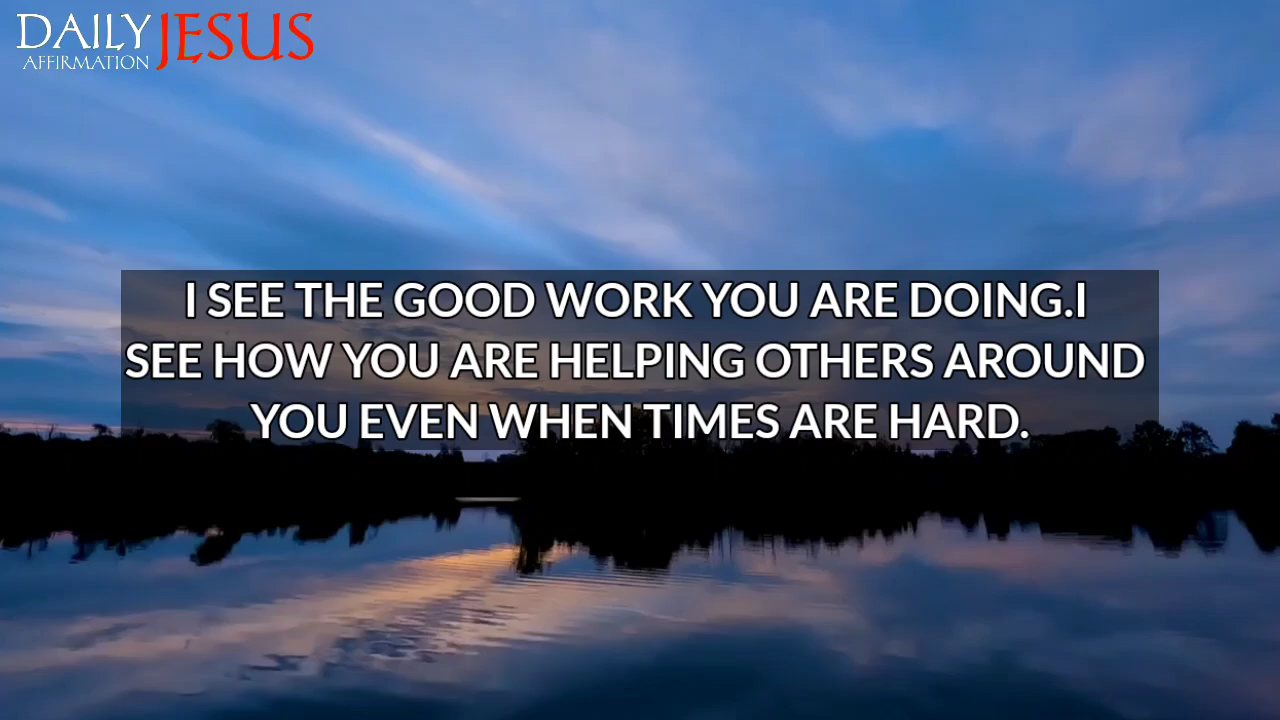 DAILY JESUS
AFFIRMATION
I SEE THE GOOD WORK YOU ARE DOING.I
SEE HOW YOU ARE HELPING OTHERS AROUND
YOU EVEN WHEN TIMES ARE HARD.